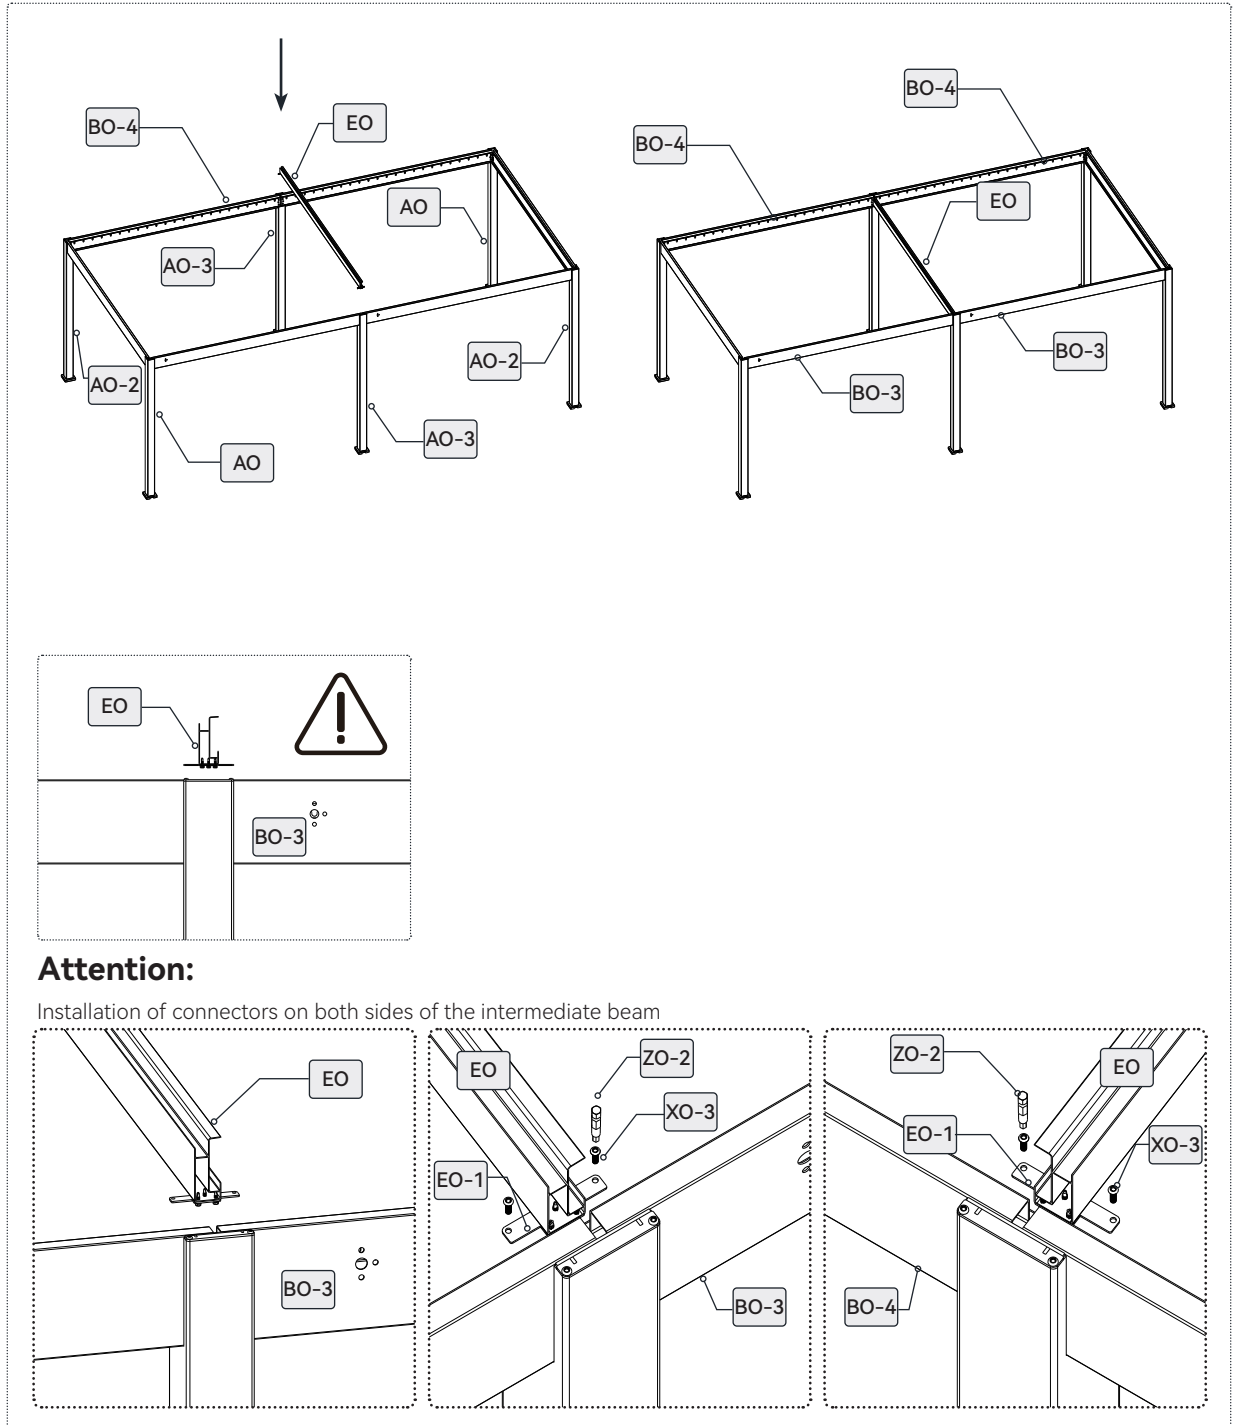 BO-4
EO
AO
AO-3
AO-2
AO-2
AO-3
AO
BO-4
BO-4
EO
BO-3
BO-3
EO
BO-3
Attention:
Installation of connectors on both sides of the intermediate beam
EO
BO-3
EO
ZO-2
XO-3
EO-1
BO-3
ZO-2
EO
EO-1
XO-3
BO-4